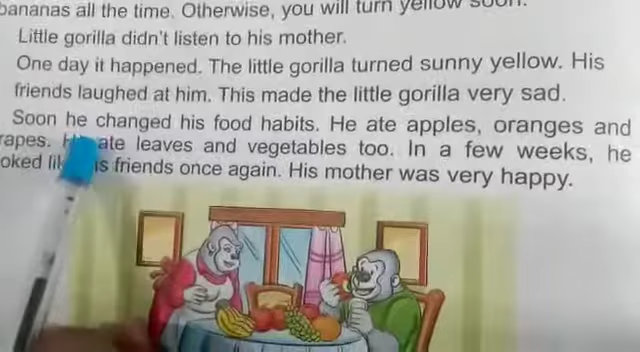 bananas all the time. Otherwise, you will turn yellow soon.
Little gorilla didn't listen to his mother.
One day it happened. The little gorilla turned sunny yellow. His
friends laughed at him. This made the little gorilla very sad.
Soon he changed his food habits. He ate apples, oranges and
rapes. ate leaves and vegetables too. In a few weeks, he
oked friends once again. His mother was very happy.